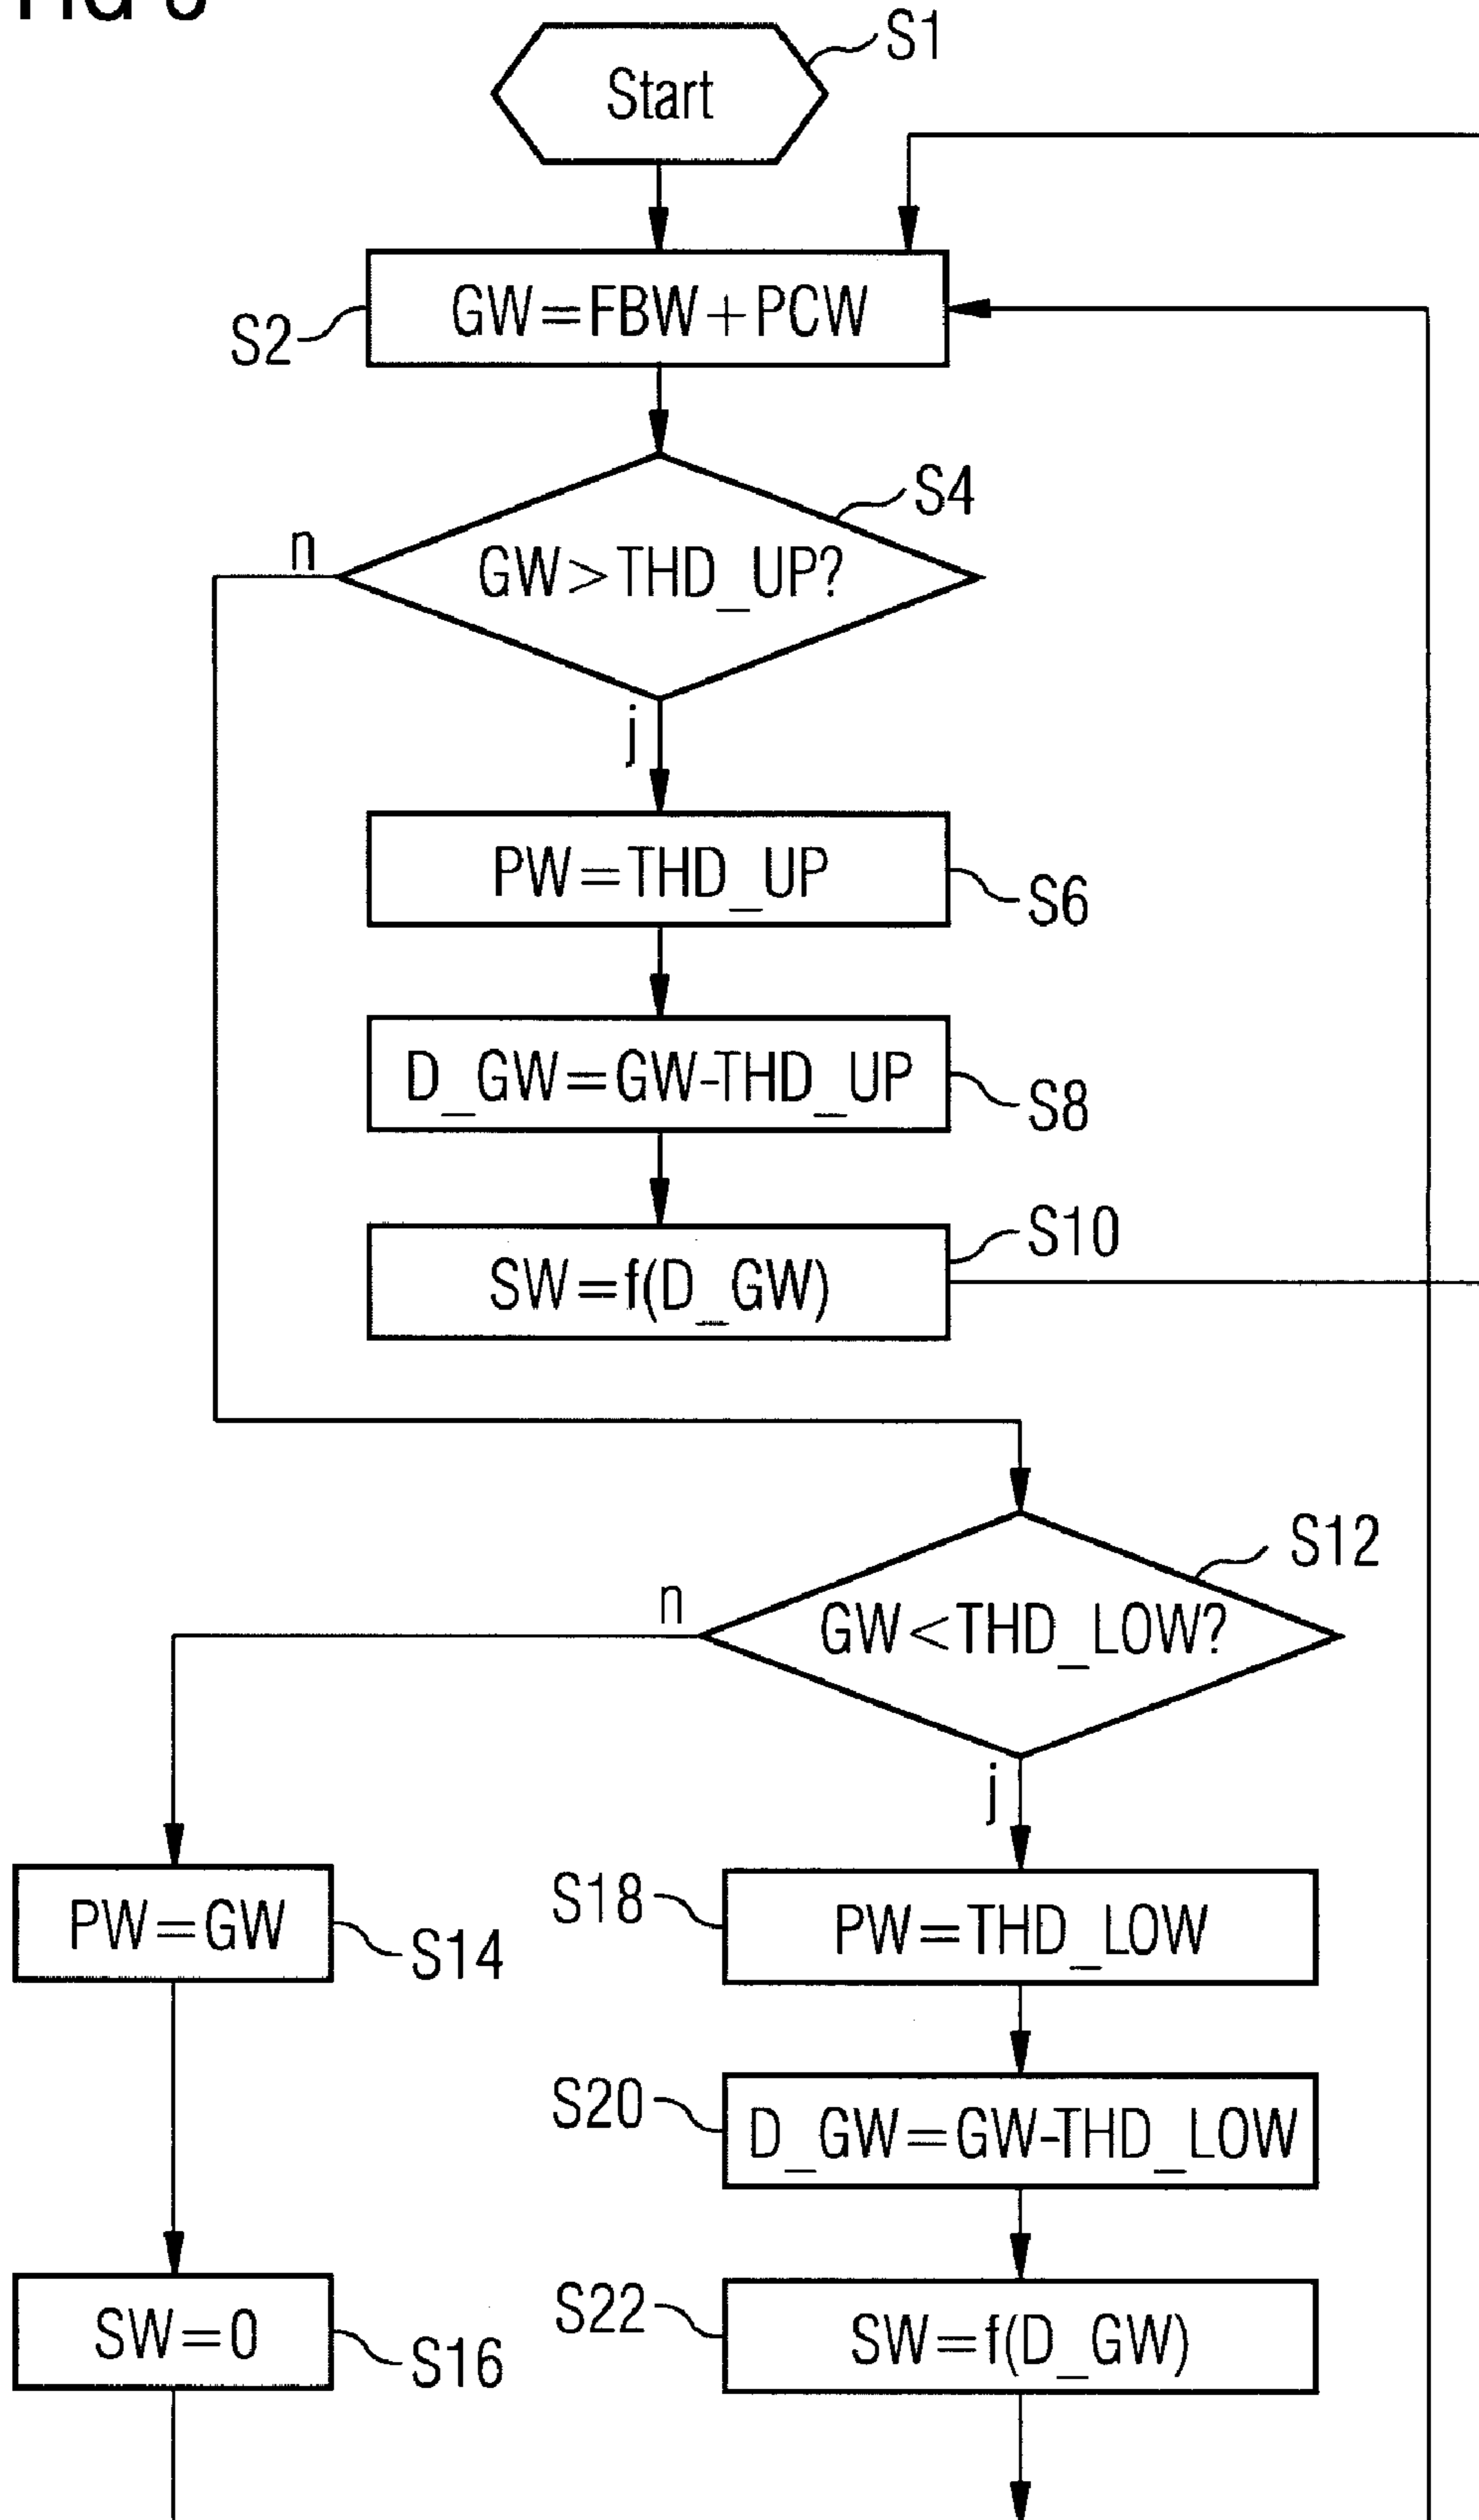 Start
S1
GW=FBW+PCW
S2
S4
n
GW>THD_UP?
j
PW=THD_UP
S6
D_GW=GW-THD_UP
S8
S10
SW=f(D_GW)
S12
n
GW<THD_LOW?
j
PW=GW
S14
S18
PW=THD_LOW
S20
D_GW=GW-THD_LOW
SW=0
S16
S22
SW=f(D_GW)